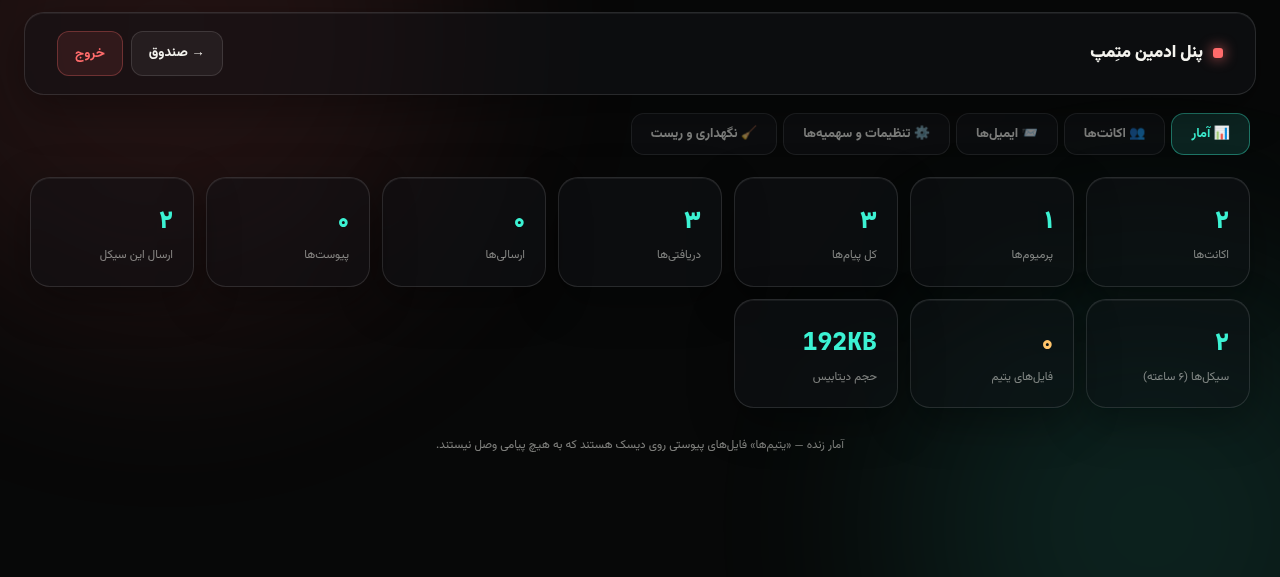 پنل ادمین متِمپ
→ صندوق
خروج
📊 آمار
👥 اکانت‌ها
📨 ایمیل‌ها
⚙️ تنظیمات و سهمیه‌ها
🧹 نگهداری و ریست
۲
اکانت‌ها
۱
پرمیوم‌ها
۳
کل پیام‌ها
۳
دریافتی‌ها
۰
ارسالی‌ها
۰
پیوست‌ها
۲
ارسال این سیکل
۲
سیکل‌ها (۶ ساعته)
۰
فایل‌های یتیم
192KB
حجم دیتابیس
آمار زنده — «یتیم‌ها» فایل‌های پیوستی روی دیسک هستند که به هیچ پیامی وصل نیستند.